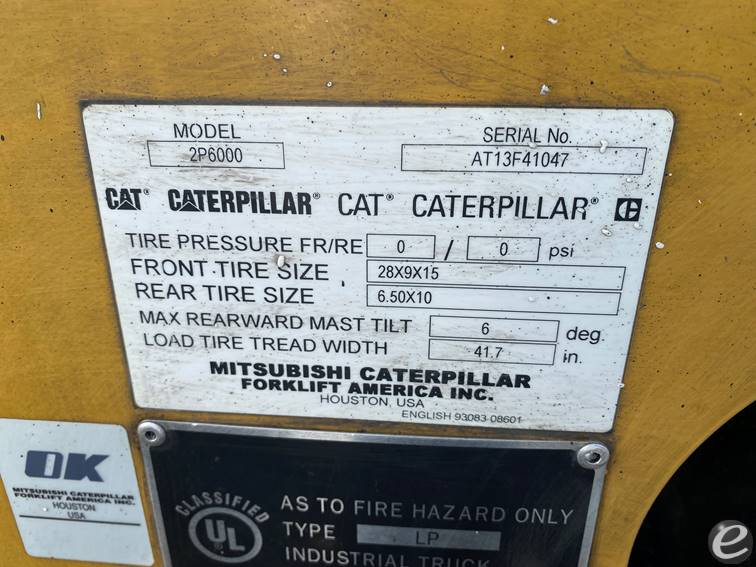 MODEL SERIAL No.
2P6000 AT13F41047
CAT® CATERPILLAR® CAT® CATERPILLAR®
TIRE PRESSURE FR/RE 0 / 0 psi
FRONT TIRE SIZE 28X9X15
REAR TIRE SIZE 6.50X10
MAX REARWARD MAST TILT 6 deg.
LOAD TIRE TREAD WIDTH 41.7 in.
MITSUBISHI CATERPILLAR
FORKLIFT AMERICA INC.
HOUSTON, USA
ENGLISH 93083 08601
OK
MITSUBISHI CATERPILLAR
FORKLIFT AMERICA INC.
HOUSTON
USA
CLASSIFIED
UL
AS TO FIRE HAZARD ONLY
TYPE LP
INDUSTRIAL TRUCK
e